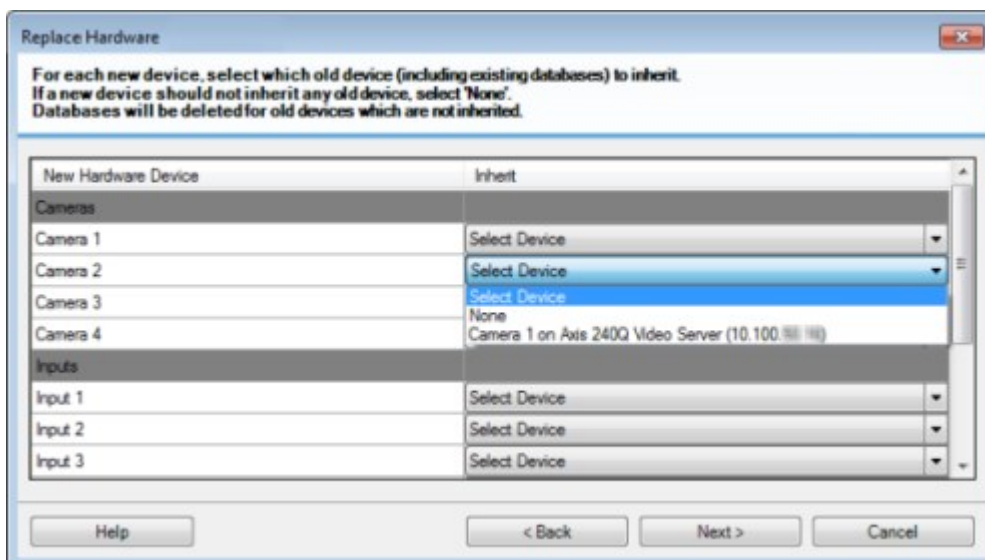 Replace Hardware
For each new device, select which old device (including existing databases) to inherit.
If a new device should not inherit any old device, select 'None'.
Databases will be deleted for old devices which are not inherited.
New Hardware Device Inherit
Cameras
Camera 1 Select Device
Camera 2 Select Device
Select Device
Camera 3
None
Camera 4 Camera 1 on Axis 240Q Video Server (10.100.
Inputs
Input 1 Select Device
Input 2 Select Device
Input 3 Select Device
Help < Back Next > Cancel